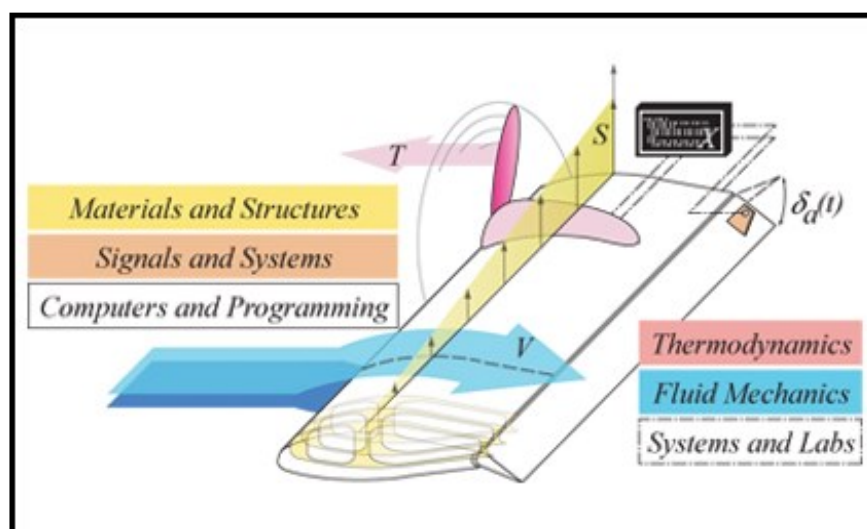 S
X
T
δa(t)
Materials and Structures
Signals and Systems
Computers and Programming
V
Thermodynamics
Fluid Mechanics
Systems and Labs